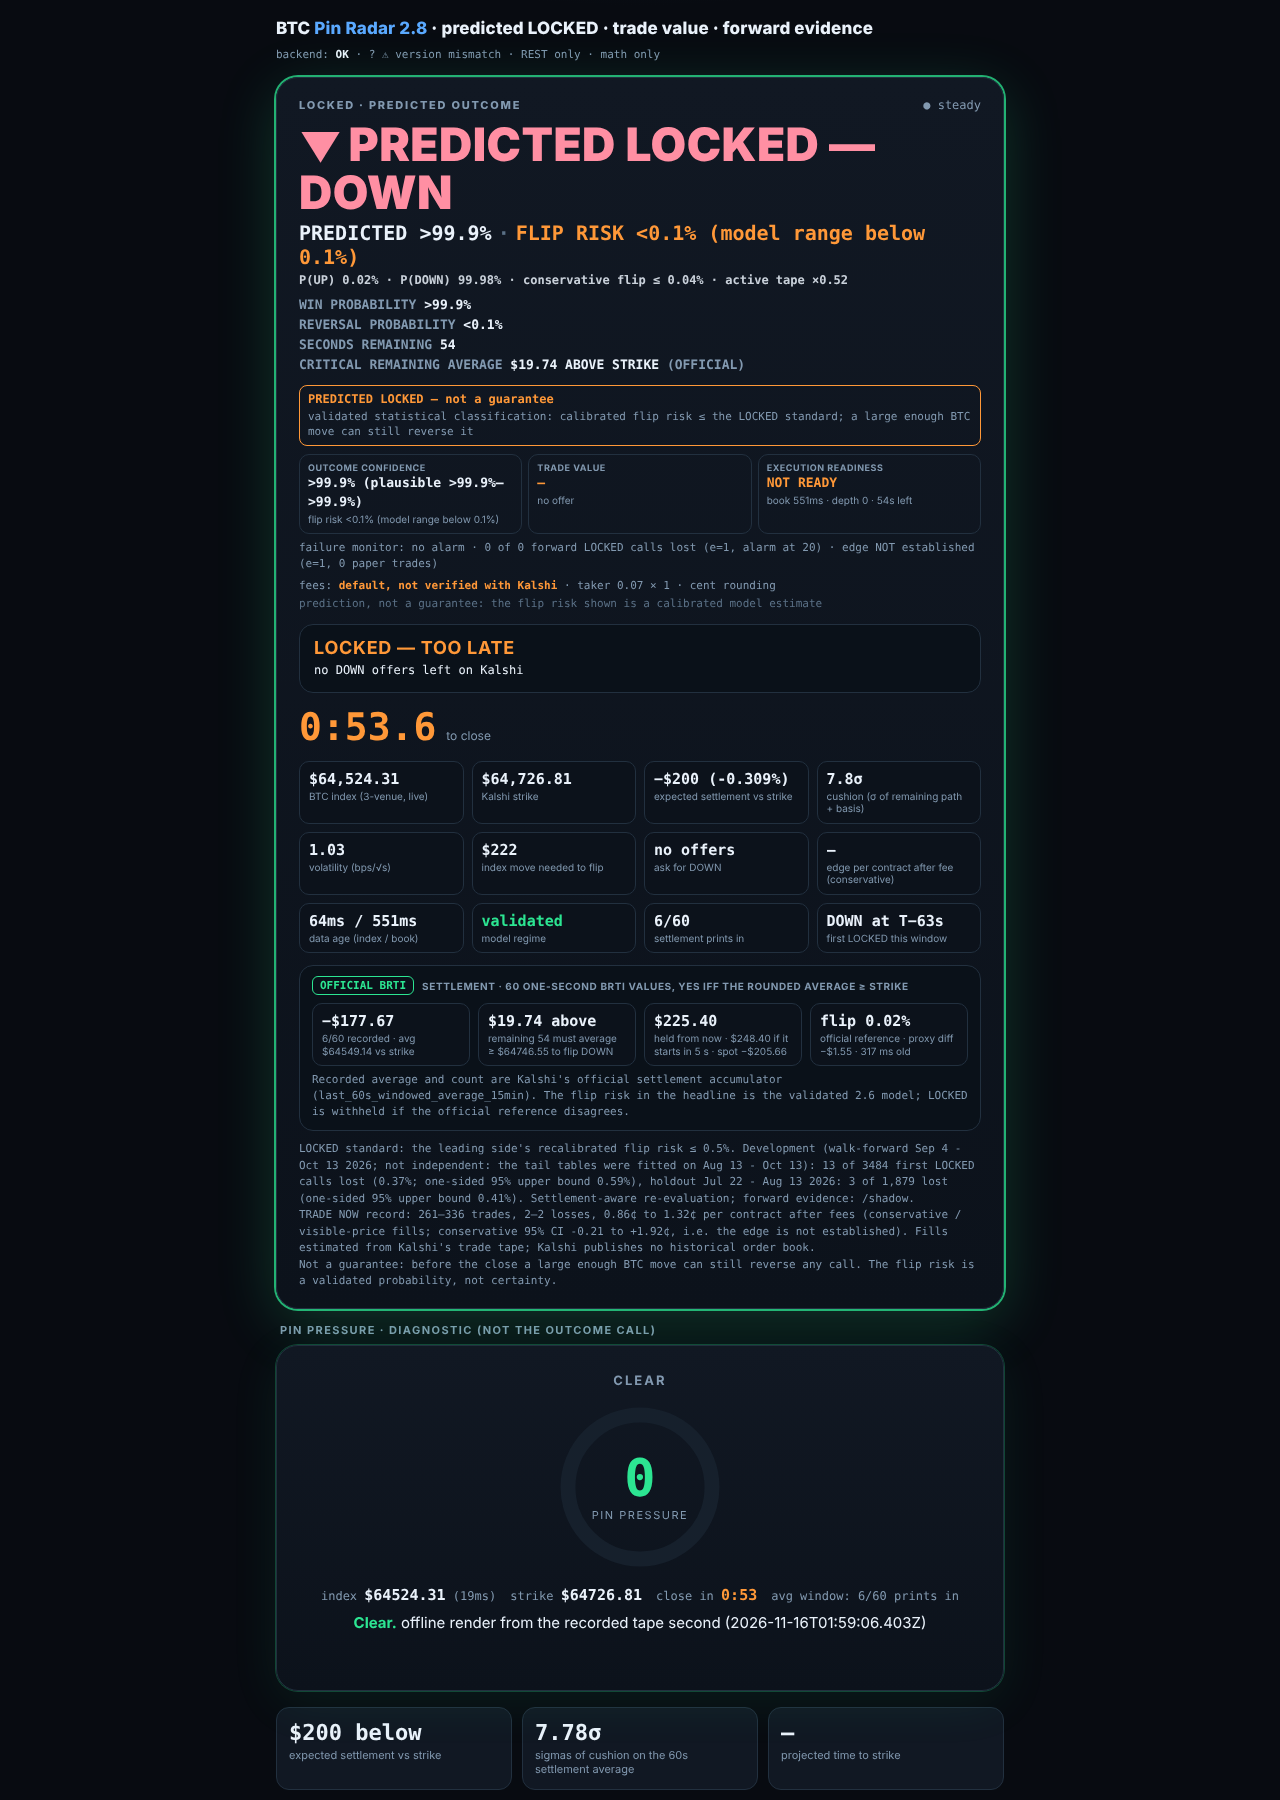 BTC Pin Radar 2.8 · predicted LOCKED · trade value · forward evidence
backend: OK · ? ⚠ version mismatch · REST only · math only
LOCKED · PREDICTED OUTCOME
● steady
▼PREDICTED LOCKED —
DOWN
PREDICTED >99.9% · FLIP RISK <0.1% (model range below
0.1%)
P(UP) 0.02% · P(DOWN) 99.98% · conservative flip ≤ 0.04% · active tape ×0.52
WIN PROBABILITY >99.9%
REVERSAL PROBABILITY <0.1%
SECONDS REMAINING 54
CRITICAL REMAINING AVERAGE $19.74 ABOVE STRIKE (OFFICIAL)
PREDICTED LOCKED — not a guarantee
validated statistical classification: calibrated flip risk ≤ the LOCKED standard; a large enough BTC
move can still reverse it
OUTCOME CONFIDENCE
>99.9% (plausible >99.9%–
>99.9%)
flip risk <0.1% (model range below 0.1%)
TRADE VALUE
—
no offer
EXECUTION READINESS
NOT READY
book 551ms · depth 0 · 54s left
failure monitor: no alarm · 0 of 0 forward LOCKED calls lost (e=1, alarm at 20) · edge NOT established
(e=1, 0 paper trades)
fees: default, not verified with Kalshi · taker 0.07 × 1 · cent rounding
prediction, not a guarantee: the flip risk shown is a calibrated model estimate
LOCKED — TOO LATE
no DOWN offers left on Kalshi
0:53.6 to close
$64,524.31
BTC index (3-venue, live)
$64,726.81
Kalshi strike
−$200 (-0.309%)
expected settlement vs strike
7.8σ
cushion (σ of remaining path
+ basis)
1.03
volatility (bps/√s)
$222
index move needed to flip
no offers
ask for DOWN
—
edge per contract after fee
(conservative)
64ms / 551ms
data age (index / book)
validated
model regime
6/60
settlement prints in
DOWN at T−63s
first LOCKED this window
OFFICIAL BRTI SETTLEMENT · 60 ONE-SECOND BRTI VALUES, YES IFF THE ROUNDED AVERAGE ≥ STRIKE
−$177.67
6/60 recorded · avg
$64549.14 vs strike
$19.74 above
remaining 54 must average
≥ $64746.55 to flip DOWN
$225.40
held from now · $248.40 if it
starts in 5 s · spot −$205.66
flip 0.02%
official reference · proxy diff
−$1.55 · 317 ms old
Recorded average and count are Kalshi's official settlement accumulator
(last_60s_windowed_average_15min). The flip risk in the headline is the validated 2.6 model; LOCKED
is withheld if the official reference disagrees.
LOCKED standard: the leading side's recalibrated flip risk ≤ 0.5%. Development (walk-forward Sep 4 -
Oct 13 2026; not independent: the tail tables were fitted on Aug 13 - Oct 13): 13 of 3484 first LOCKED
calls lost (0.37%; one-sided 95% upper bound 0.59%), holdout Jul 22 - Aug 13 2026: 3 of 1,879 lost
(one-sided 95% upper bound 0.41%). Settlement-aware re-evaluation; forward evidence: /shadow.
TRADE NOW record: 261–336 trades, 2–2 losses, 0.86¢ to 1.32¢ per contract after fees (conservative /
visible-price fills; conservative 95% CI -0.21 to +1.92¢, i.e. the edge is not established). Fills
estimated from Kalshi's trade tape; Kalshi publishes no historical order book.
Not a guarantee: before the close a large enough BTC move can still reverse any call. The flip risk is
a validated probability, not certainty.
PIN PRESSURE · DIAGNOSTIC (NOT THE OUTCOME CALL)
CLEAR
0
PIN PRESSURE
index $64524.31 (19ms) strike $64726.81 close in 0:53 avg window: 6/60 prints in
Clear. offline render from the recorded tape second (2026-11-16T01:59:06.403Z)
$200 below
expected settlement vs strike
7.78σ
sigmas of cushion on the 60s
settlement average
—
projected time to strike